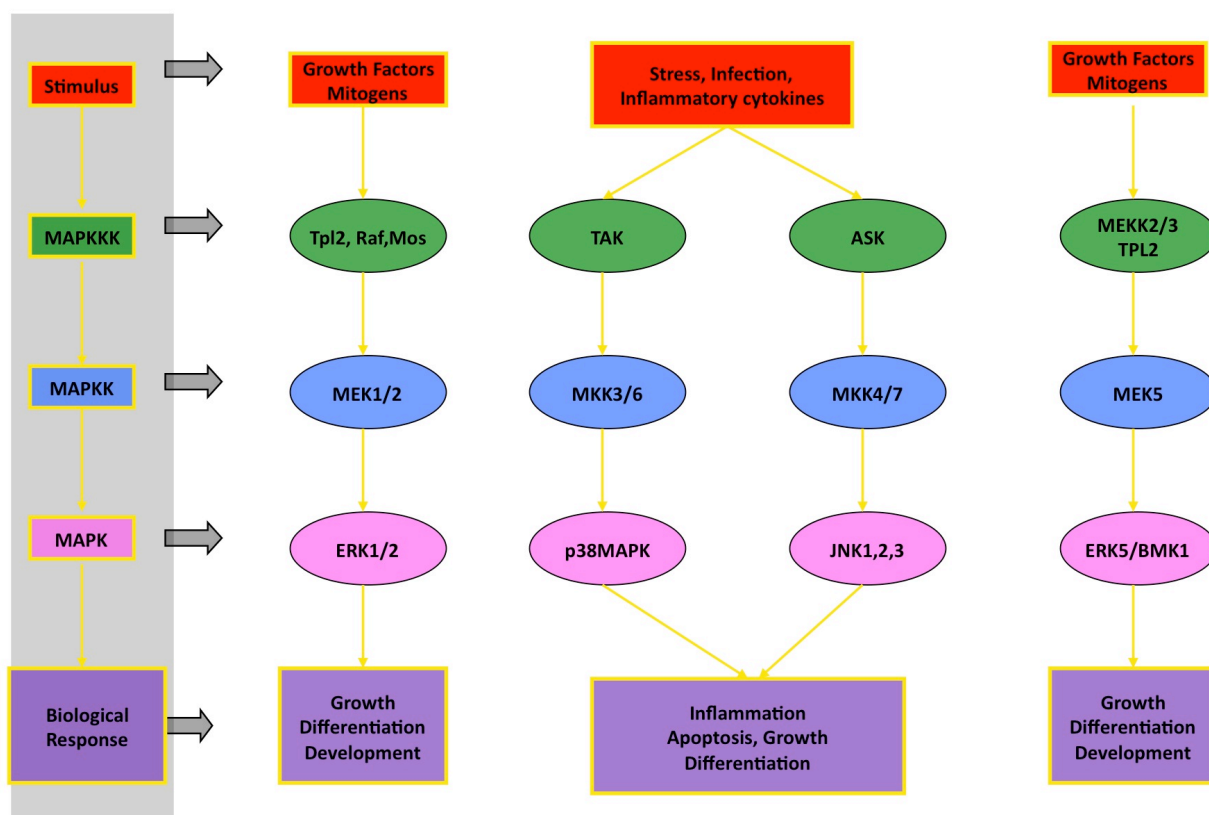 Stimulus
Growth Factors
Mitogens
Stress, Infection,
Inflammatory cytokines
Growth Factors
Mitogens
MAPKKK
Tpl2, Raf,Mos
TAK
ASK
MEKK2/3
TPL2
MAPKK
MEK1/2
MKK3/6
MKK4/7
MEK5
MAPK
ERK1/2
p38MAPK
JNK1,2,3
ERK5/BMK1
Biological
Response
Growth
Differentiation
Development
Inflammation
Apoptosis, Growth
Differentiation
Growth
Differentiation
Development